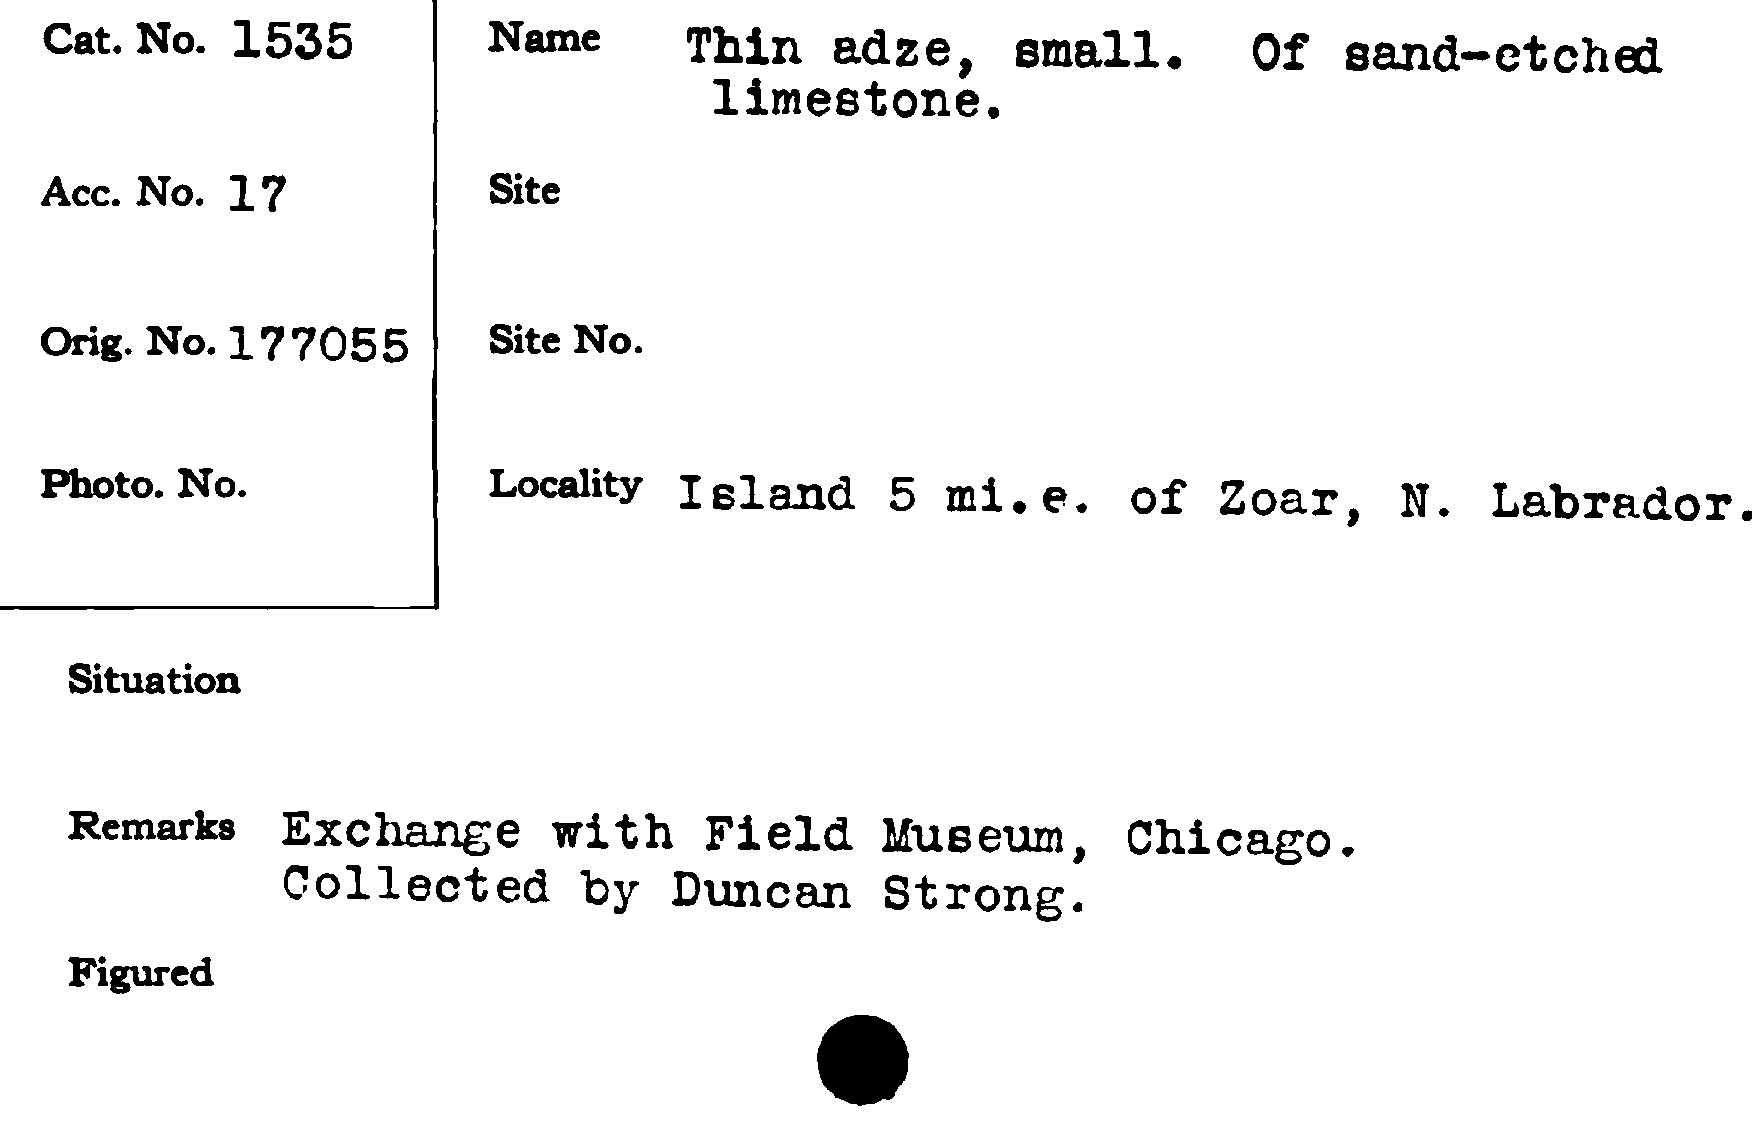 Cat. No. 1535
Name Thin adze, small. Of sand-etched
limestone.
Acc. No. 17
Site
Orig. No. 177055
Site No.
Photo. No.
Locality Island 5 mi.e. of Zoar, N. Labrador.
Situation
Remarks Exchange with Field Museum, Chicago.
Collected by Duncan Strong.
Figured